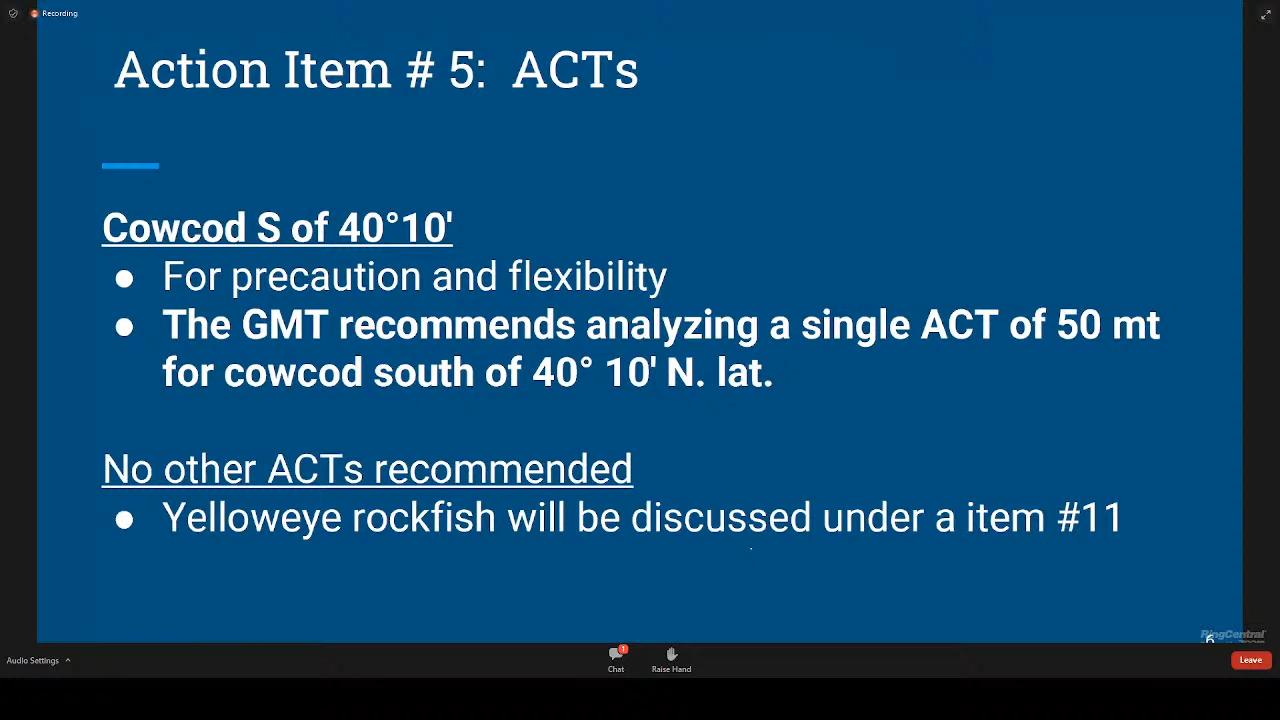 Recording
Action Item # 5: ACTs
Cowcod S of 40°10'
● For precaution and flexibility
● The GMT recommends analyzing a single ACT of 50 mt
for cowcod south of 40° 10' N. lat.
No other ACTs recommended
● Yelloweye rockfish will be discussed under a item #11
RingCentral
6
Audio Settings
1
Chat
Raise Hand
Leave